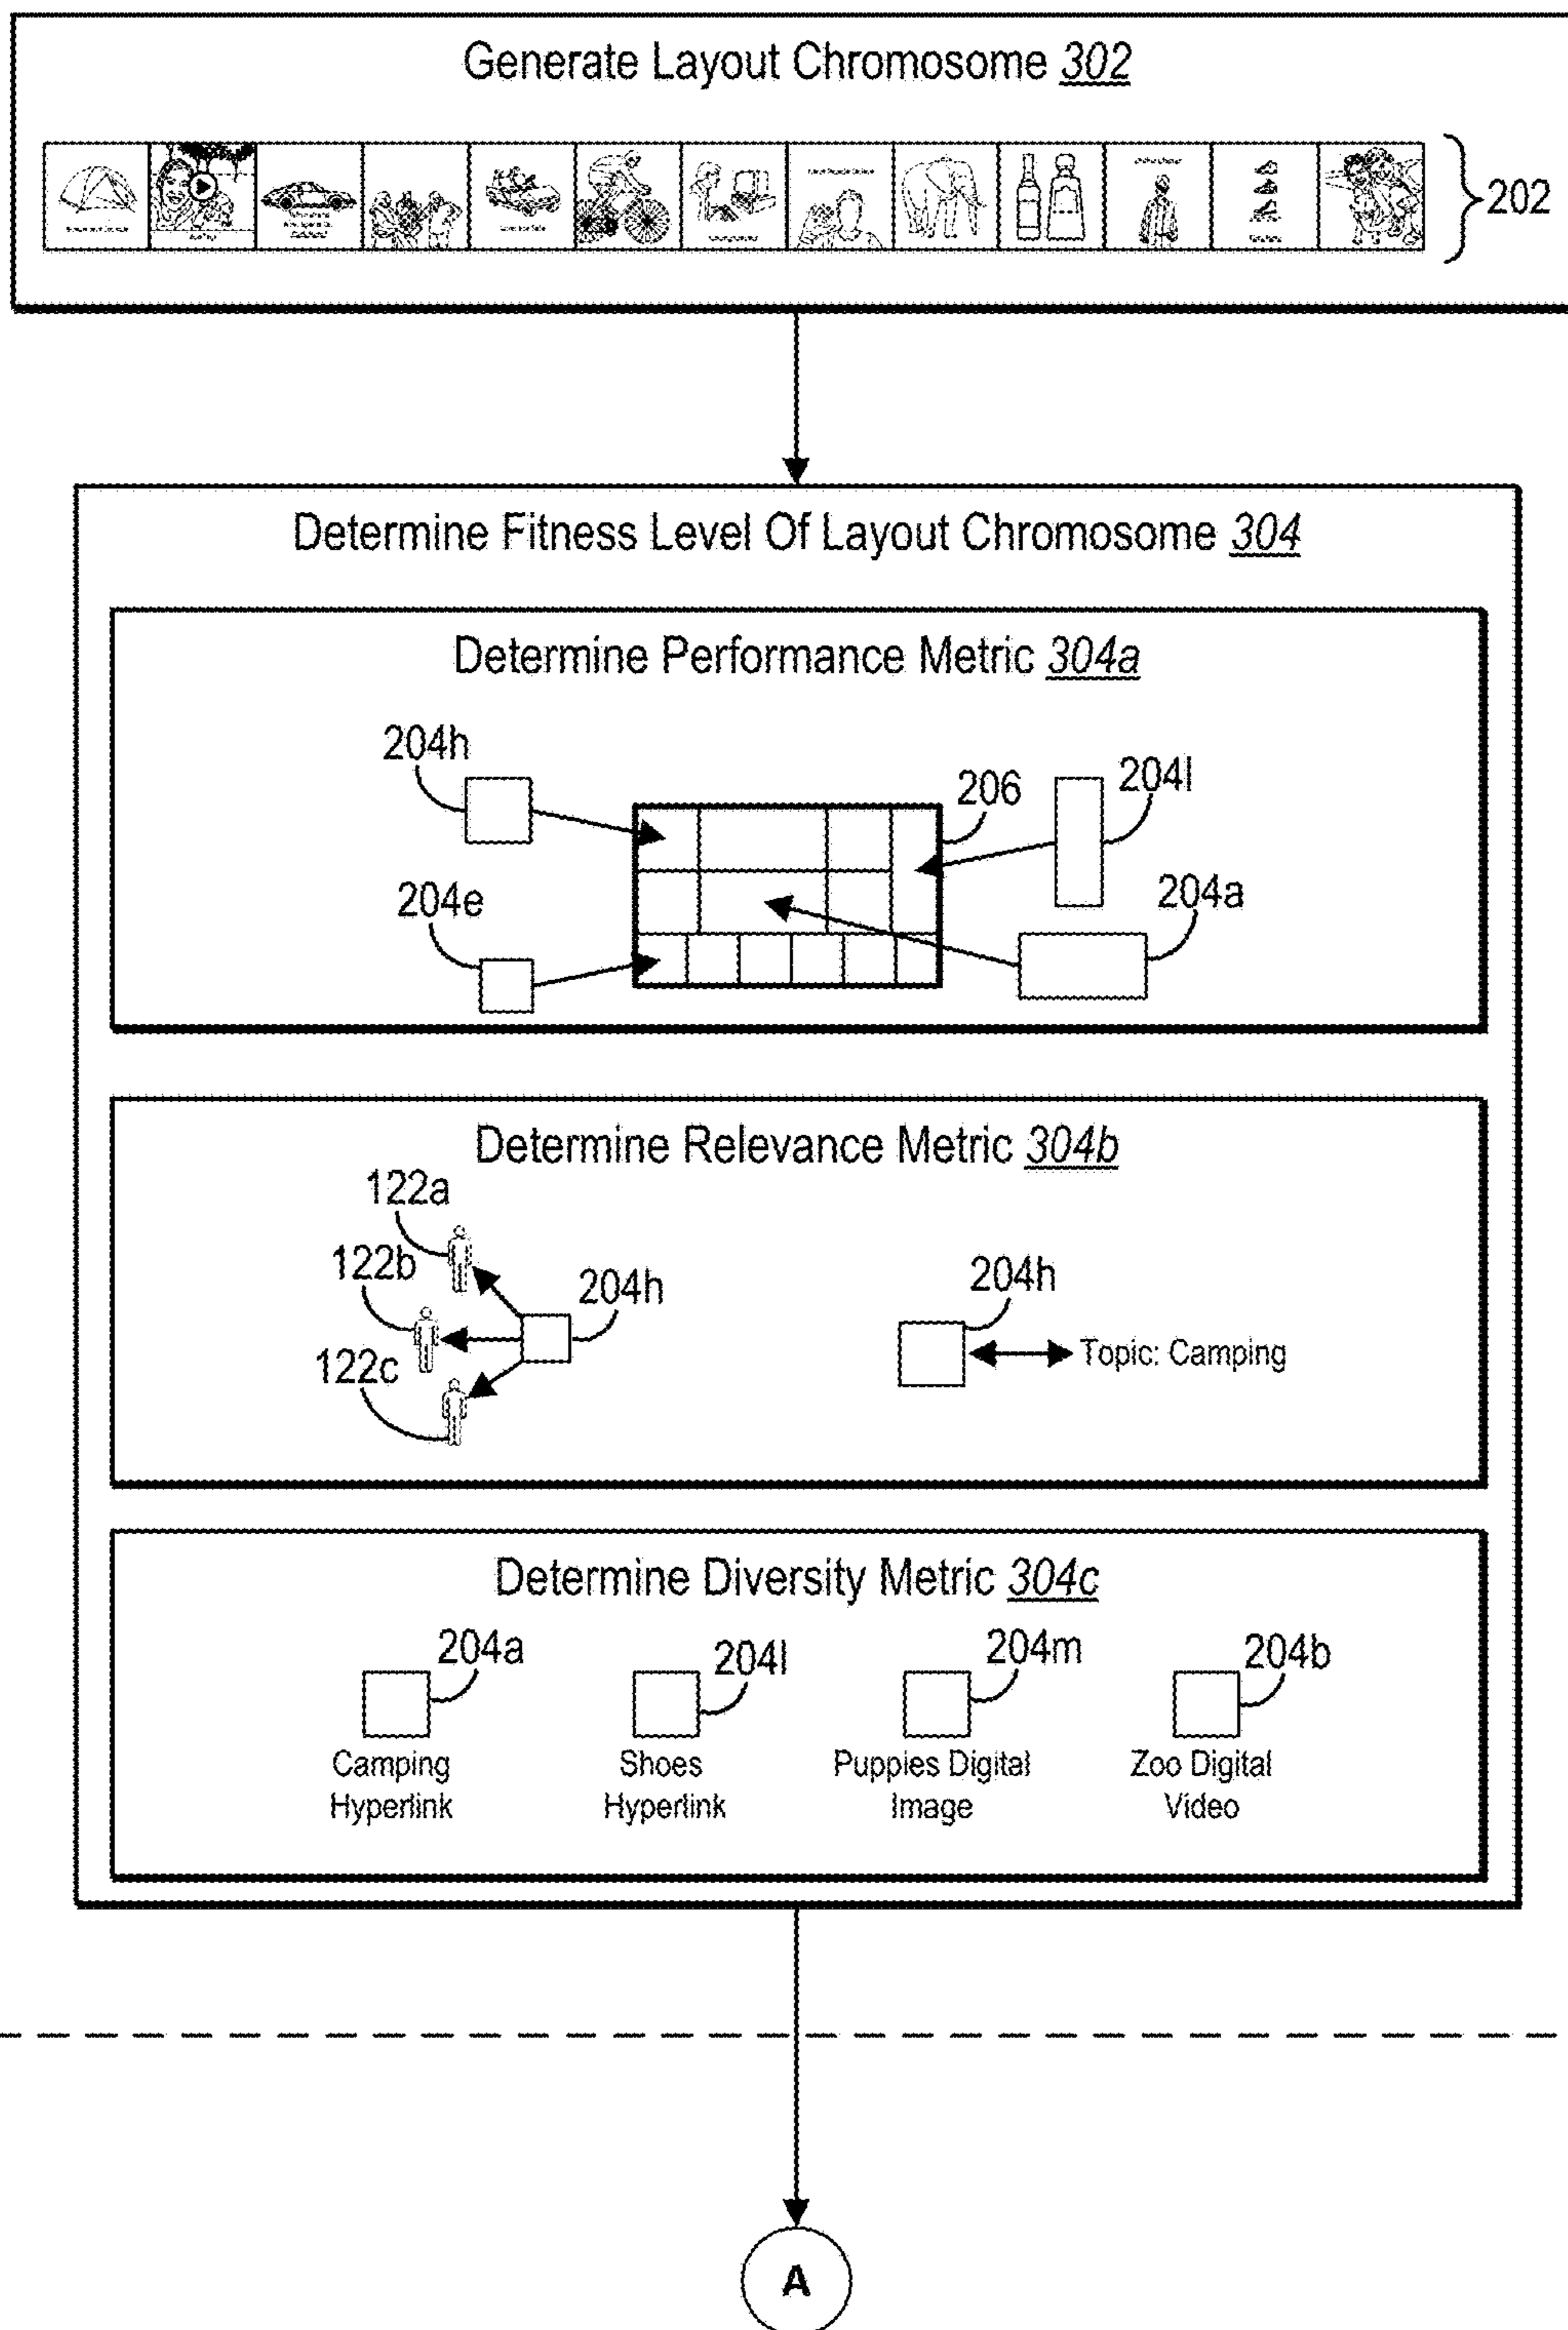 Generate Layout Chromosome 302
202
Determine Fitness Level Of Layout Chromosome 304
Determine Performance Metric 304a
204h
206
204l
204e
204a
Determine Relevance Metric 304b
122a
122b
204h
204h
122c
Topic: Camping
Determine Diversity Metric 304c
204a
204l
204m
204b
Camping
Hyperlink
Shoes
Hyperlink
Puppies Digital
Image
Zoo Digital
Video
A